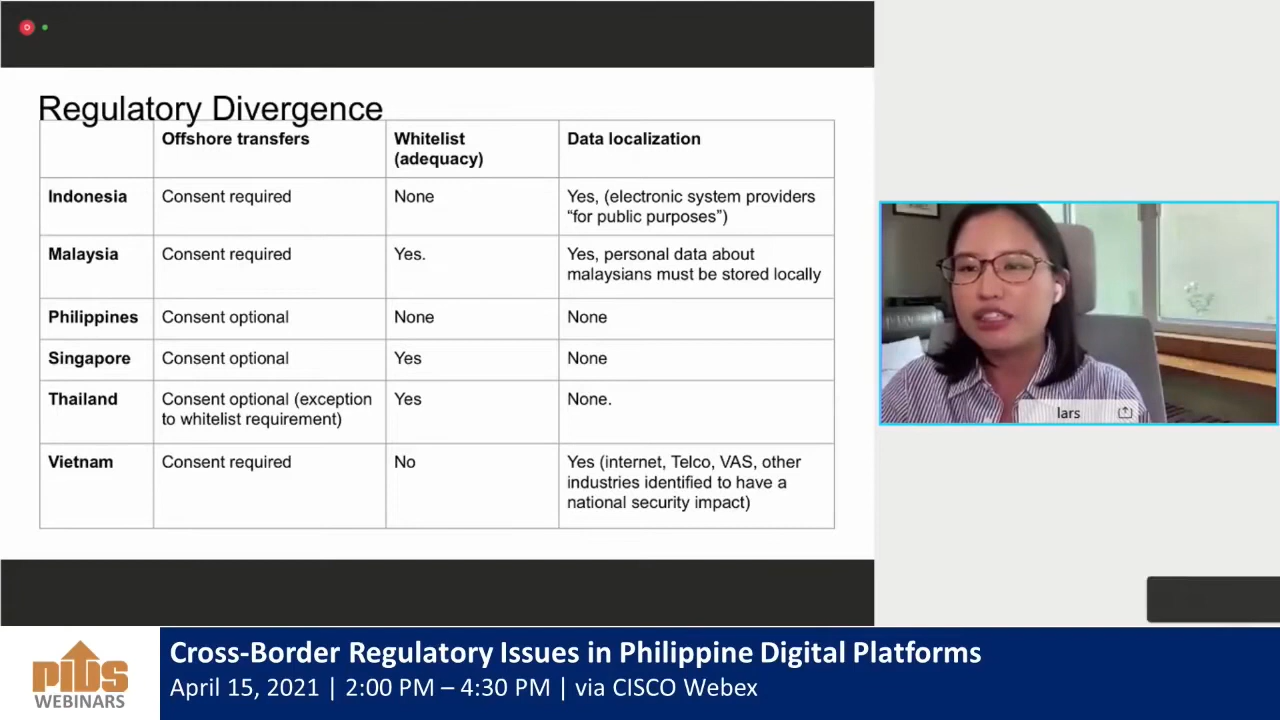 Regulatory Divergence
Offshore transfers
Whitelist
(adequacy)
Data localization
Indonesia
Consent required
None
Yes, (electronic system providers
“for public purposes”)
Malaysia
Consent required
Yes.
Yes, personal data about
malaysians must be stored locally
Philippines
Consent optional
None
None
Singapore
Consent optional
Yes
None
Thailand
Consent optional (exception
to whitelist requirement)
Yes
None.
Vietnam
Consent required
No
Yes (internet, Telco, VAS, other
industries identified to have a
national security impact)
lars
PIDS
WEBINARS
Cross-Border Regulatory Issues in Philippine Digital Platforms
April 15, 2021 | 2:00 PM – 4:30 PM | via CISCO Webex